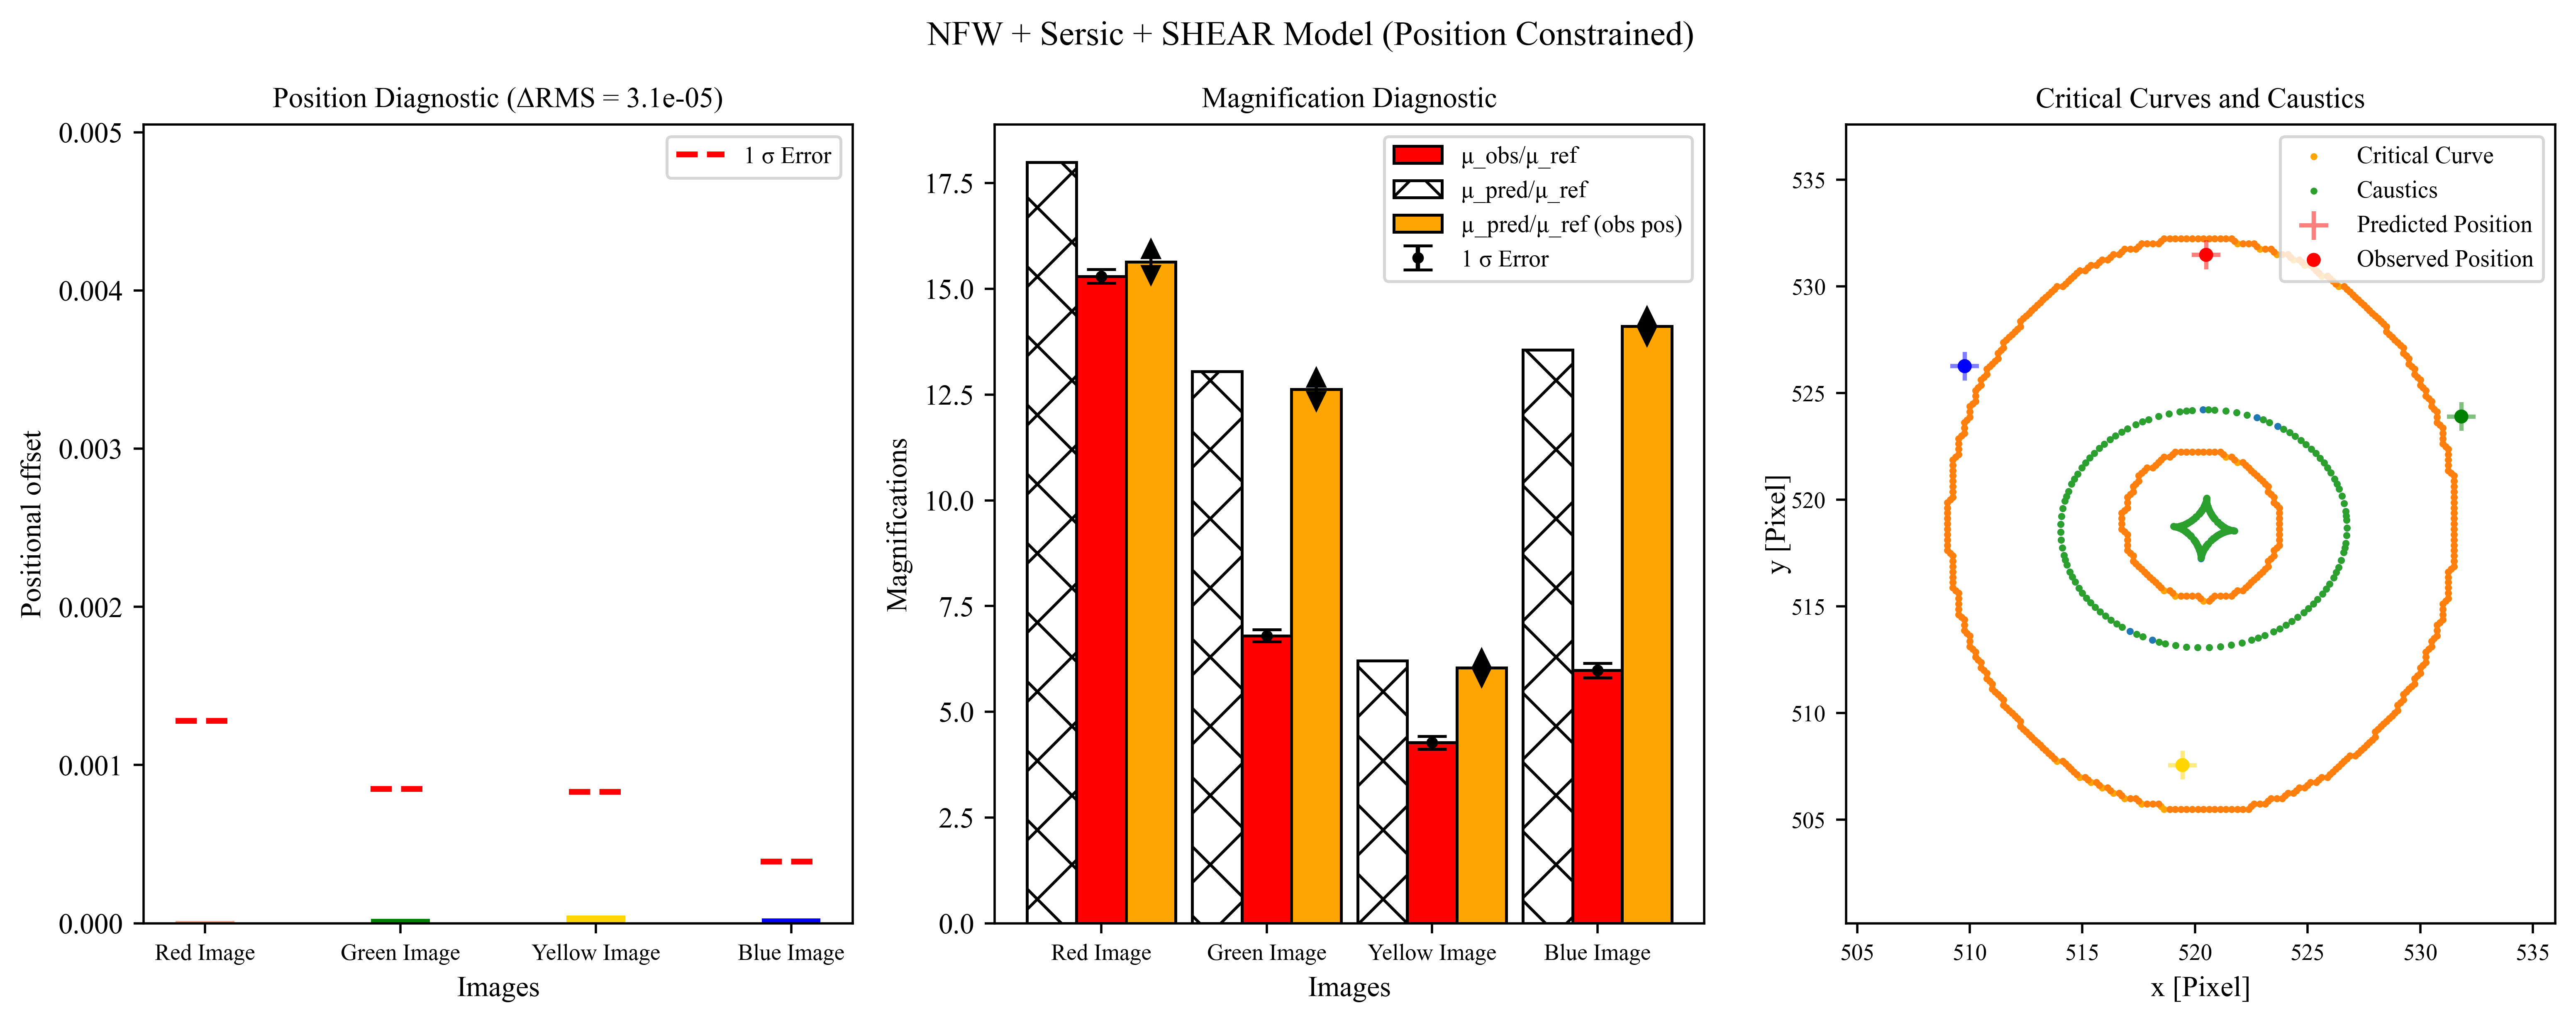 NFW + Sersic + SHEAR Model (Position Constrained)
Position Diagnostic (ΔRMS = 3.1e-05)
0.005
0.004
0.003
0.002
0.001
0.000
Positional offset
1 σ Error
Red Image
Green Image
Yellow Image
Blue Image
Images
Magnification Diagnostic
17.5
15.0
12.5
10.0
7.5
5.0
2.5
0.0
Magnifications
μ_obs/μ_ref
μ_pred/μ_ref
μ_pred/μ_ref (obs pos)
1 σ Error
Red Image
Green Image
Yellow Image
Blue Image
Images
Critical Curves and Caustics
535
530
525
520
515
510
505
y [Pixel]
Critical Curve
Caustics
Predicted Position
Observed Position
505
510
515
520
525
530
535
x [Pixel]